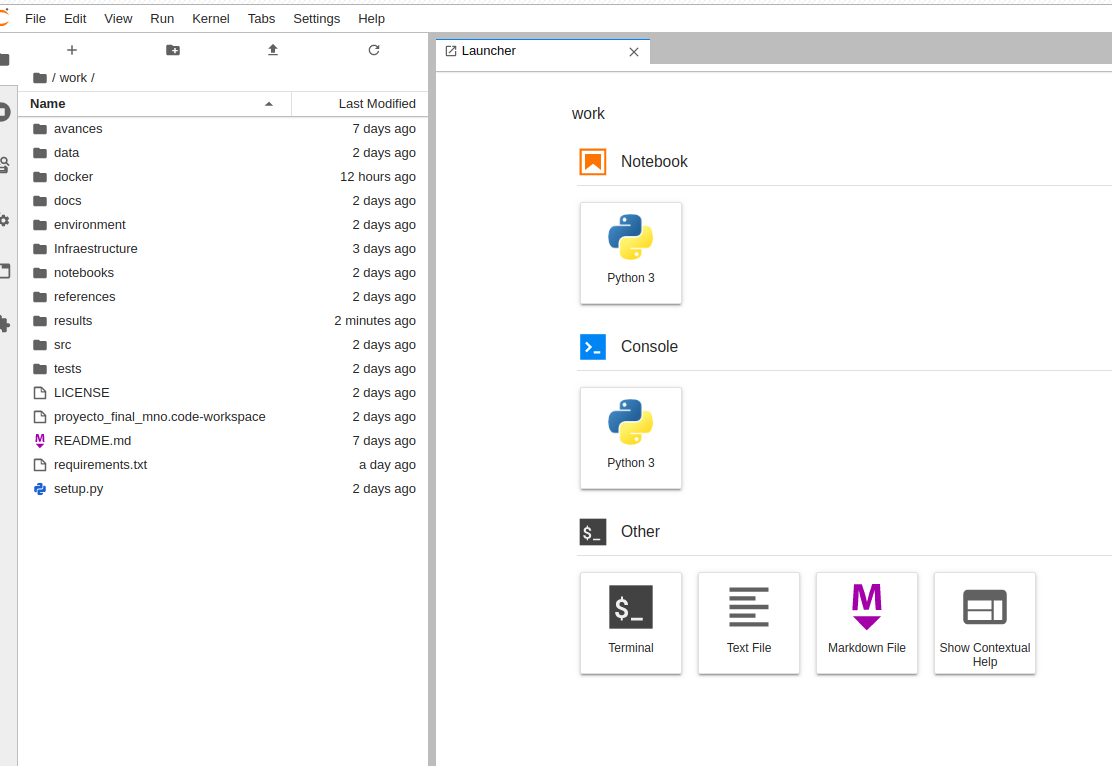 File Edit View Run Kernel Tabs Settings Help
/ work /
Name Last Modified
avances 7 days ago
data 2 days ago
docker 12 hours ago
docs 2 days ago
environment 2 days ago
Infraestructure 3 days ago
notebooks 2 days ago
references 2 days ago
results 2 minutes ago
src 2 days ago
tests 2 days ago
LICENSE 2 days ago
proyecto_final_mno.code-workspace 2 days ago
README.md 7 days ago
requirements.txt a day ago
setup.py 2 days ago
Launcher
work
Notebook
Python 3
Console
Python 3
$_ Other
$_
Terminal
Text File
M
Markdown File
Show Contextual
Help